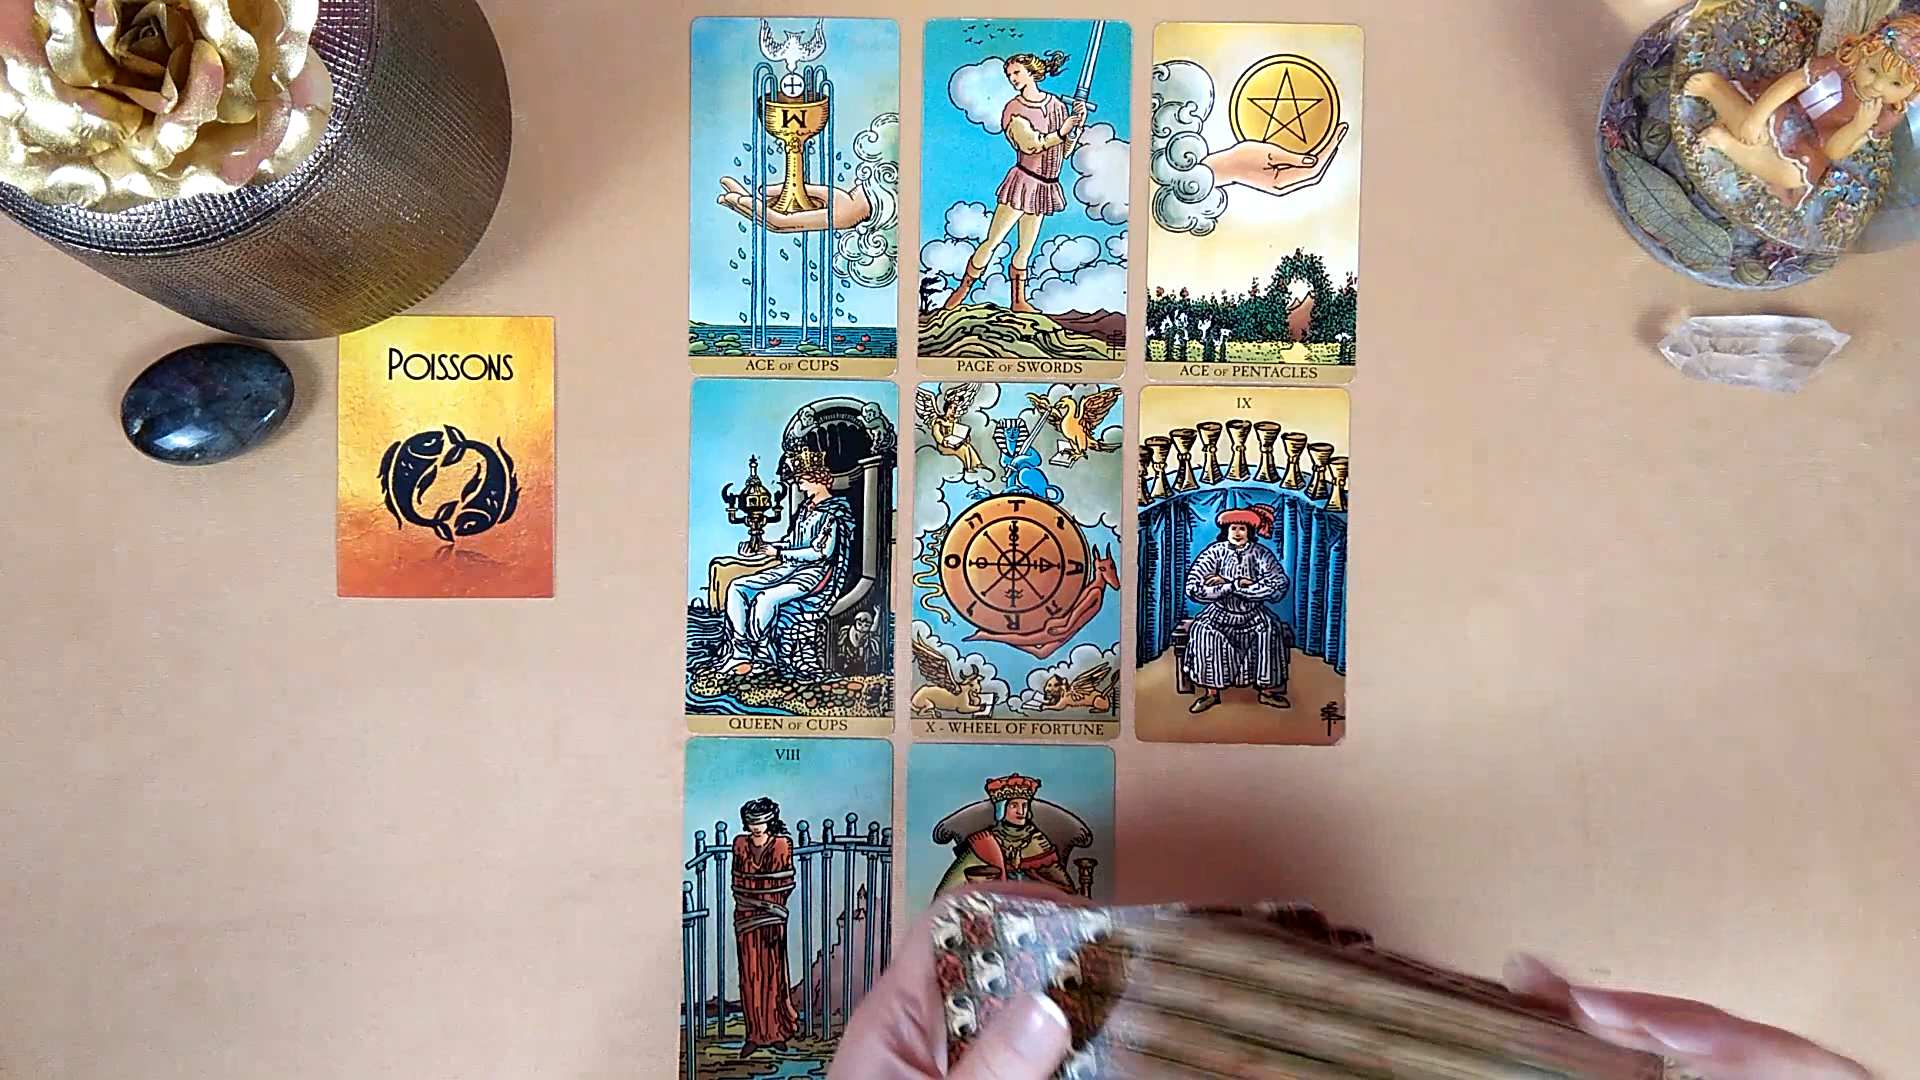 ACE OF CUPS
PAGE OF SWORDS
ACE OF PENTACLES
POISSONS
IX
QUEEN OF CUPS
X - WHEEL OF FORTUNE
VIII